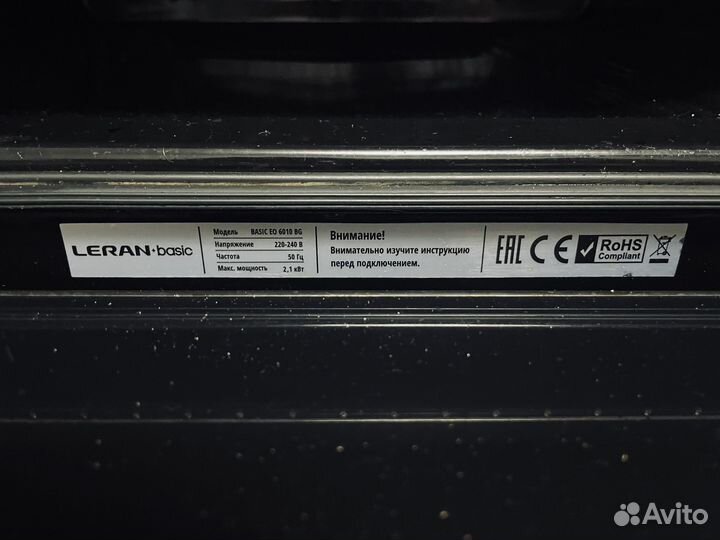 LERAN•basic
Модель BASIC EO 6010 BG
Напряжение 220-240 В
Частота 50 Гц
Макс. мощность 2,1 кВт
Внимание!
Внимательно изучите инструкцию
перед подключением.
EAC CE RoHS
Compliant
Avito